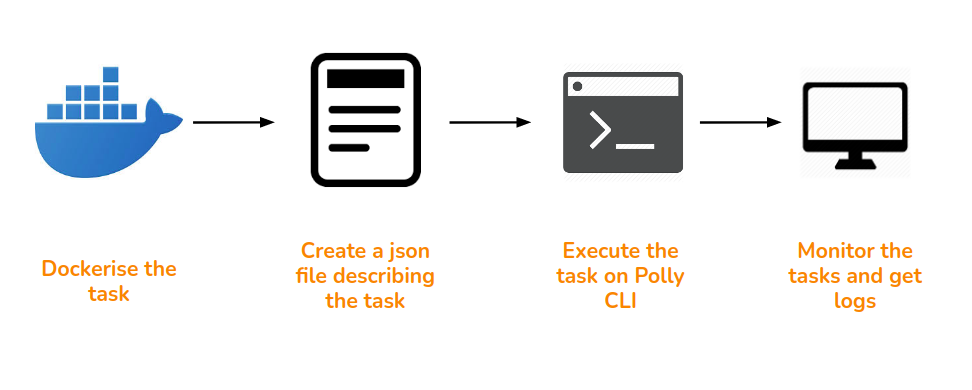 Dockerise the
task
Create a json
file describing
the task
Execute the
task on Polly
CLI
Monitor the
tasks and get
logs